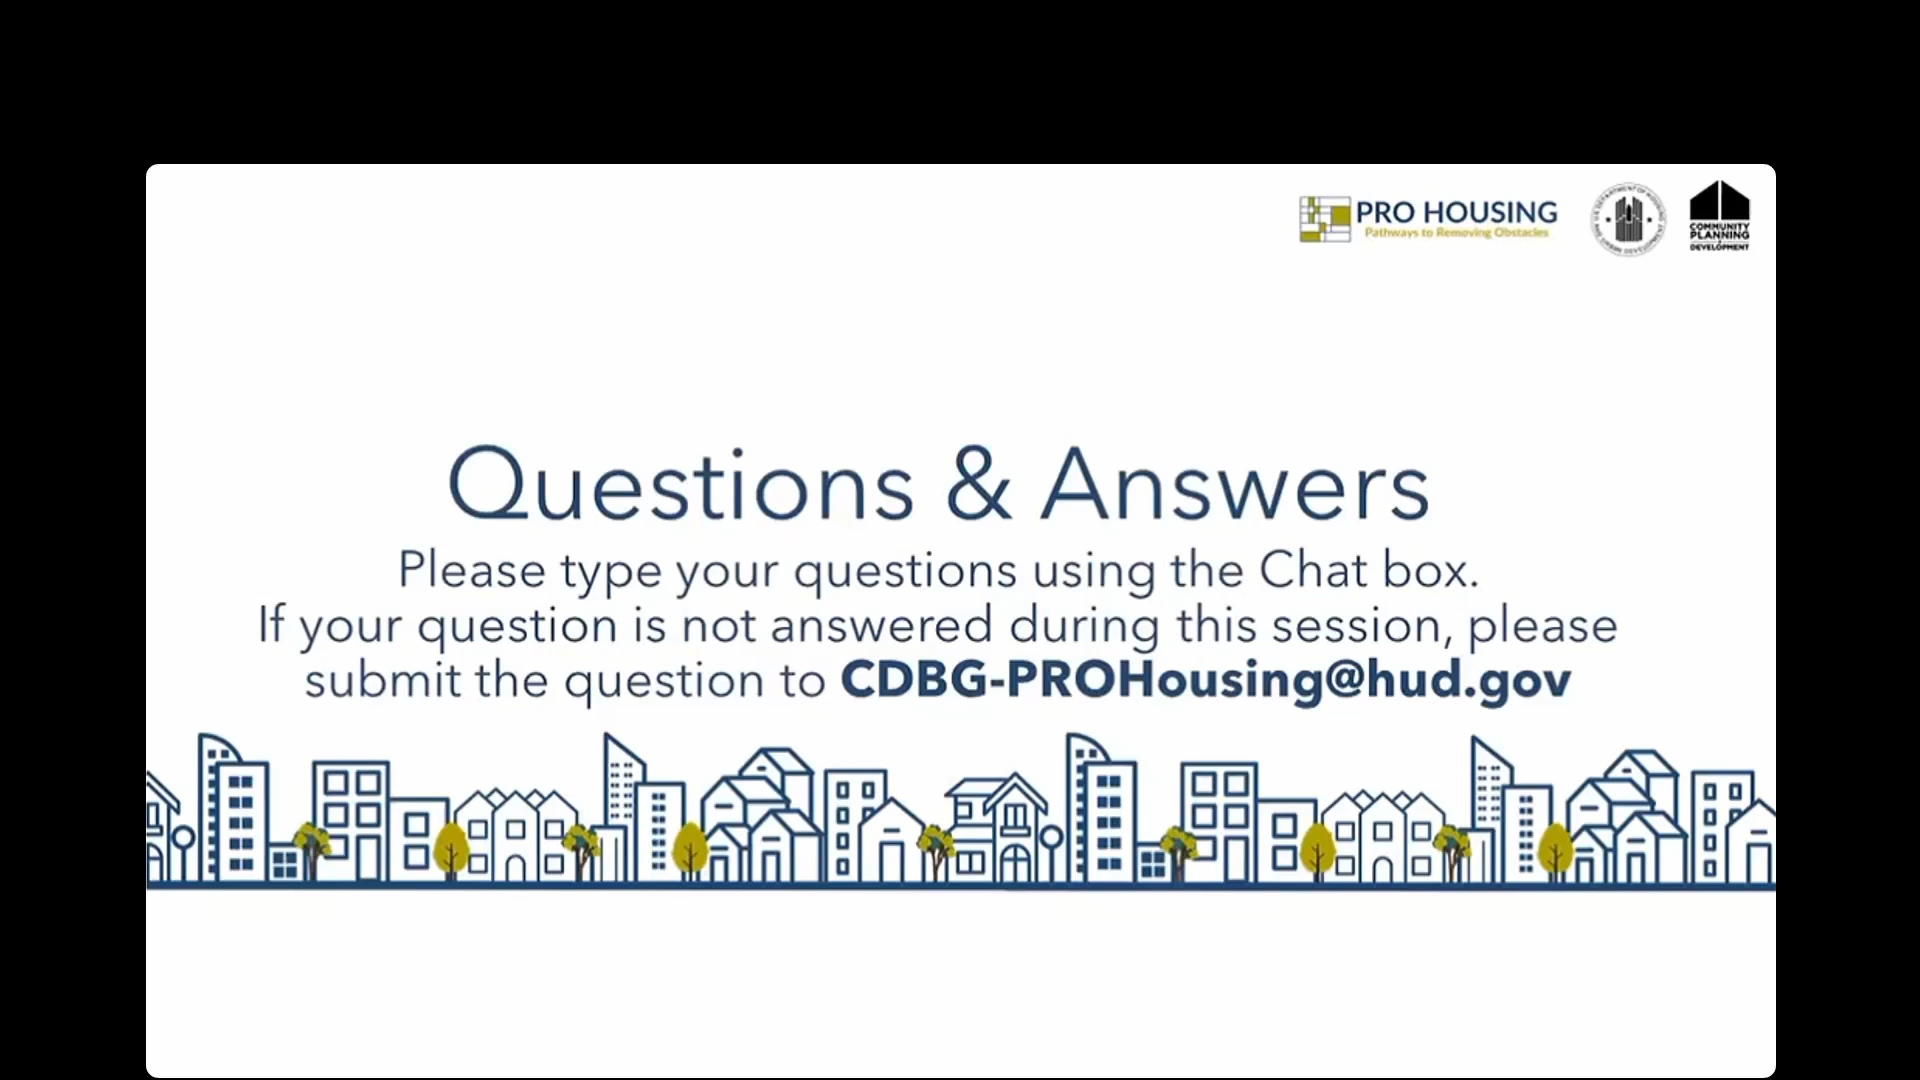 PRO HOUSING
Pathways to Removing Obstacles
COMMUNITY
PLANNING
DEVELOPMENT
Questions & Answers
Please type your questions using the Chat box.
If your question is not answered during this session, please
submit the question to CDBG-PROHousing@hud.gov